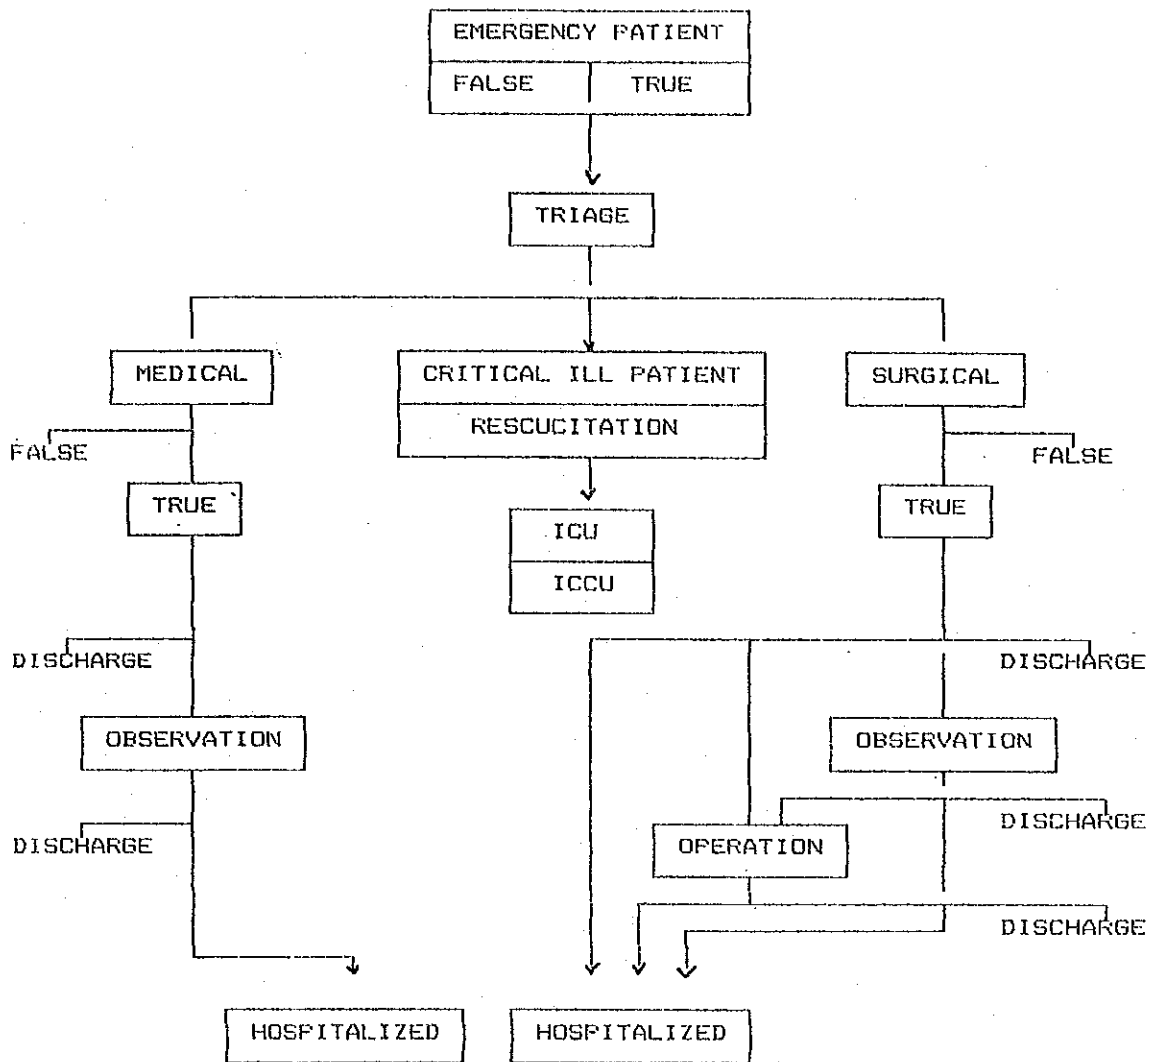 EMERGENCY PATIENT
FALSE TRUE
TRIAGE
MEDICAL CRITICAL ILL PATIENT SURGICAL
RESCUCITATION
FALSE FALSE
TRUE TRUE
ICU
ICCU
DISCHARGE DISCHARGE
OBSERVATION OBSERVATION
DISCHARGE OPERATION DISCHARGE
DISCHARGE
HOSPITALIZED HOSPITALIZED